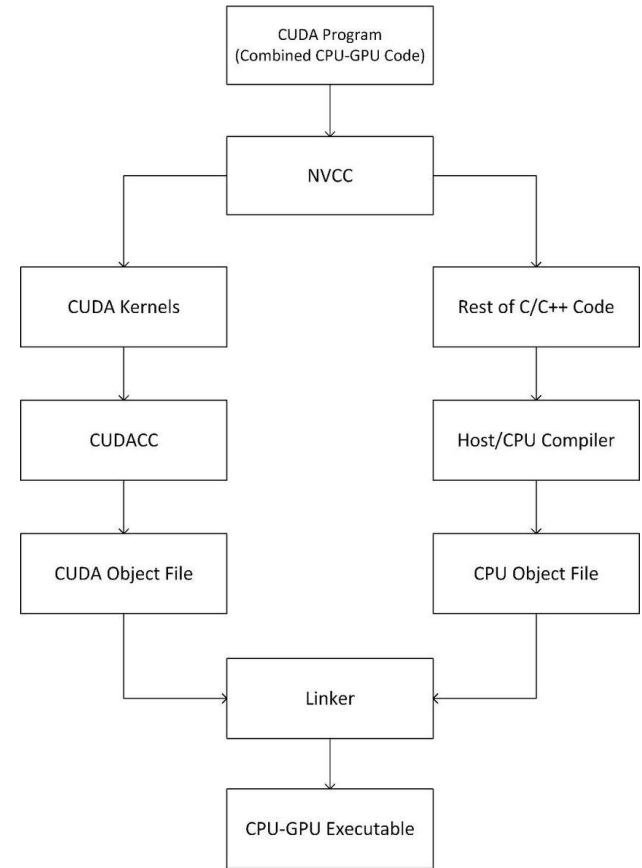 CUDA Program
(Combined CPU-GPU Code)
NVCC
CUDA Kernels
Rest of C/C++ Code
CUDACC
Host/CPU Compiler
CUDA Object File
CPU Object File
Linker
CPU-GPU Executable